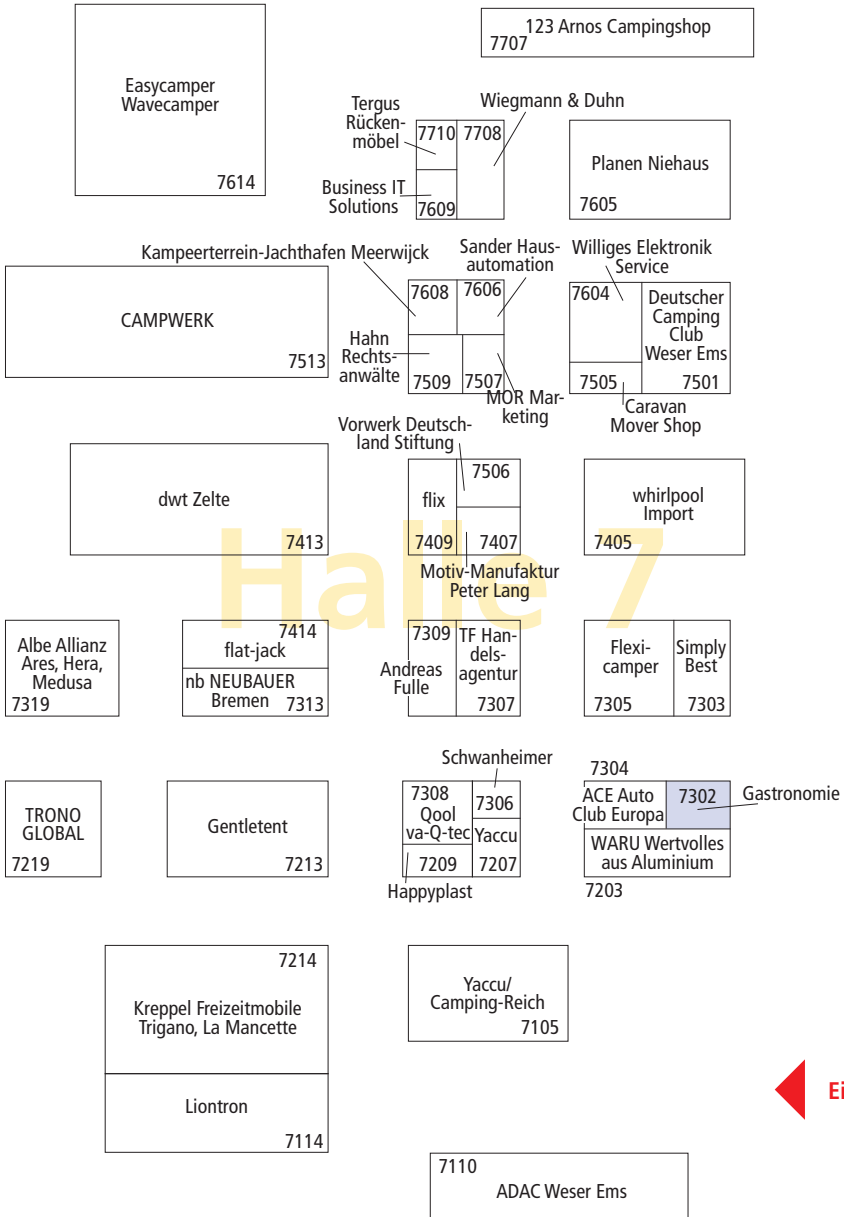 123 Arnos Campingshop
7707
Easycamper
Wavecamper
7614
Tergus
Rücken-
möbel
7710
7708
Wiegmann & Duhn
Business IT
Solutions
7609
Planen Niehaus
7605
Kampeerterrein-Jachthafen Meerwijck
Sander Haus-
automation
Williges Elektronik
Service
CAMPWERK
7513
7608
7606
Hahn
Rechts-
anwälte
7509
7507
MOR Mar-
keting
7604
Deutscher
Camping
Club
Weser Ems
7505
7501
Caravan
Mover Shop
Vorwerk Deutsch-
land Stiftung
dwt Zelte
7413
flix
7409
7506
7407
Motiv-Manufaktur
Peter Lang
whirlpool
Import
7405
Halle 7
Albe Allianz
Ares, Hera,
Medusa
7319
7414
flat-jack
nb NEUBAUER
Bremen
7313
7309
Andreas
Fulle
TF Han-
dels-
agentur
7307
Flexi-
camper
7305
Simply
Best
7303
Schwanheimer
TRONO
GLOBAL
7219
Gentletent
7213
7308
Qool
va-Q-tec
7306
Yaccu
7209
7207
Happyplast
7304
ACE Auto
Club Europa
7302
Gastronomie
WARU Wertvolles
aus Aluminium
7203
7214
Kreppel Freizeitmobile
Trigano, La Mancette
Yaccu/
Camping-Reich
7105
Liontron
7114
Ei
7110
ADAC Weser Ems